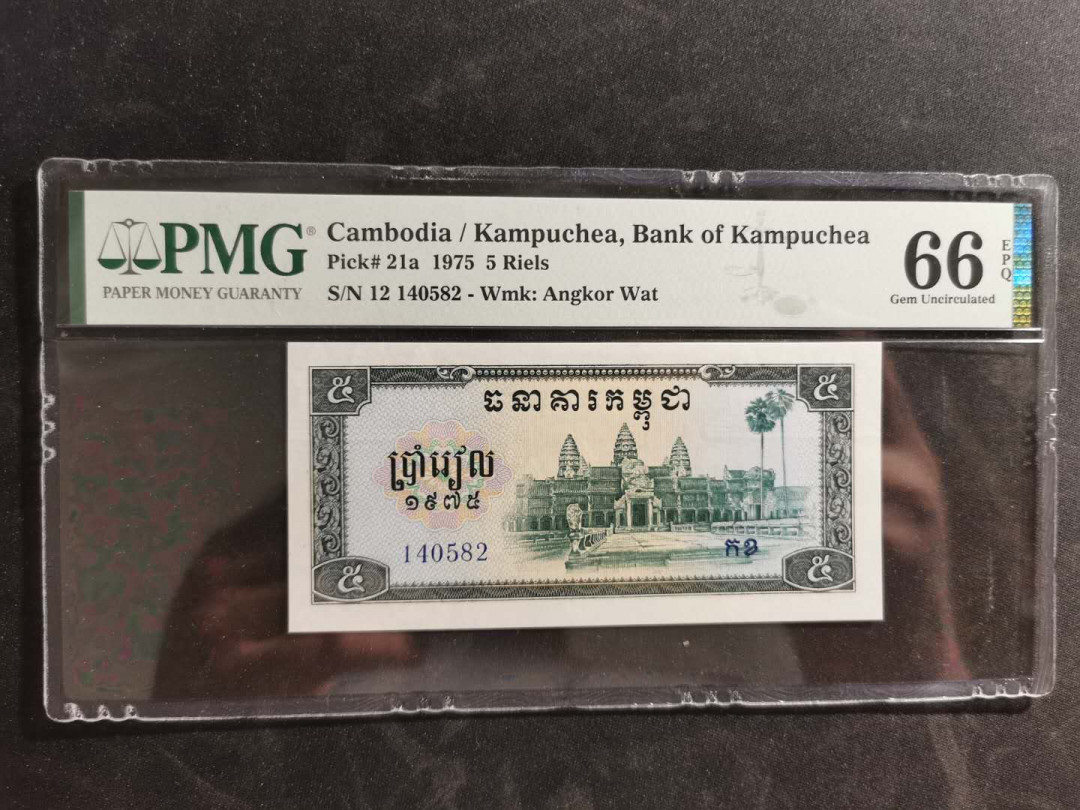 PMG®
PAPER MONEY GUARANTY
Cambodia / Kampuchea, Bank of Kampuchea
Pick# 21a 1975 5 Riels
S/N 12 140582 - Wmk: Angkor Wat
66
EPQ
Gem Uncirculated
៥ ៥
ធនាគារកម្ពុជា
ប្រាំរៀល
១៩៧៥
140582
កខ
៥ ៥